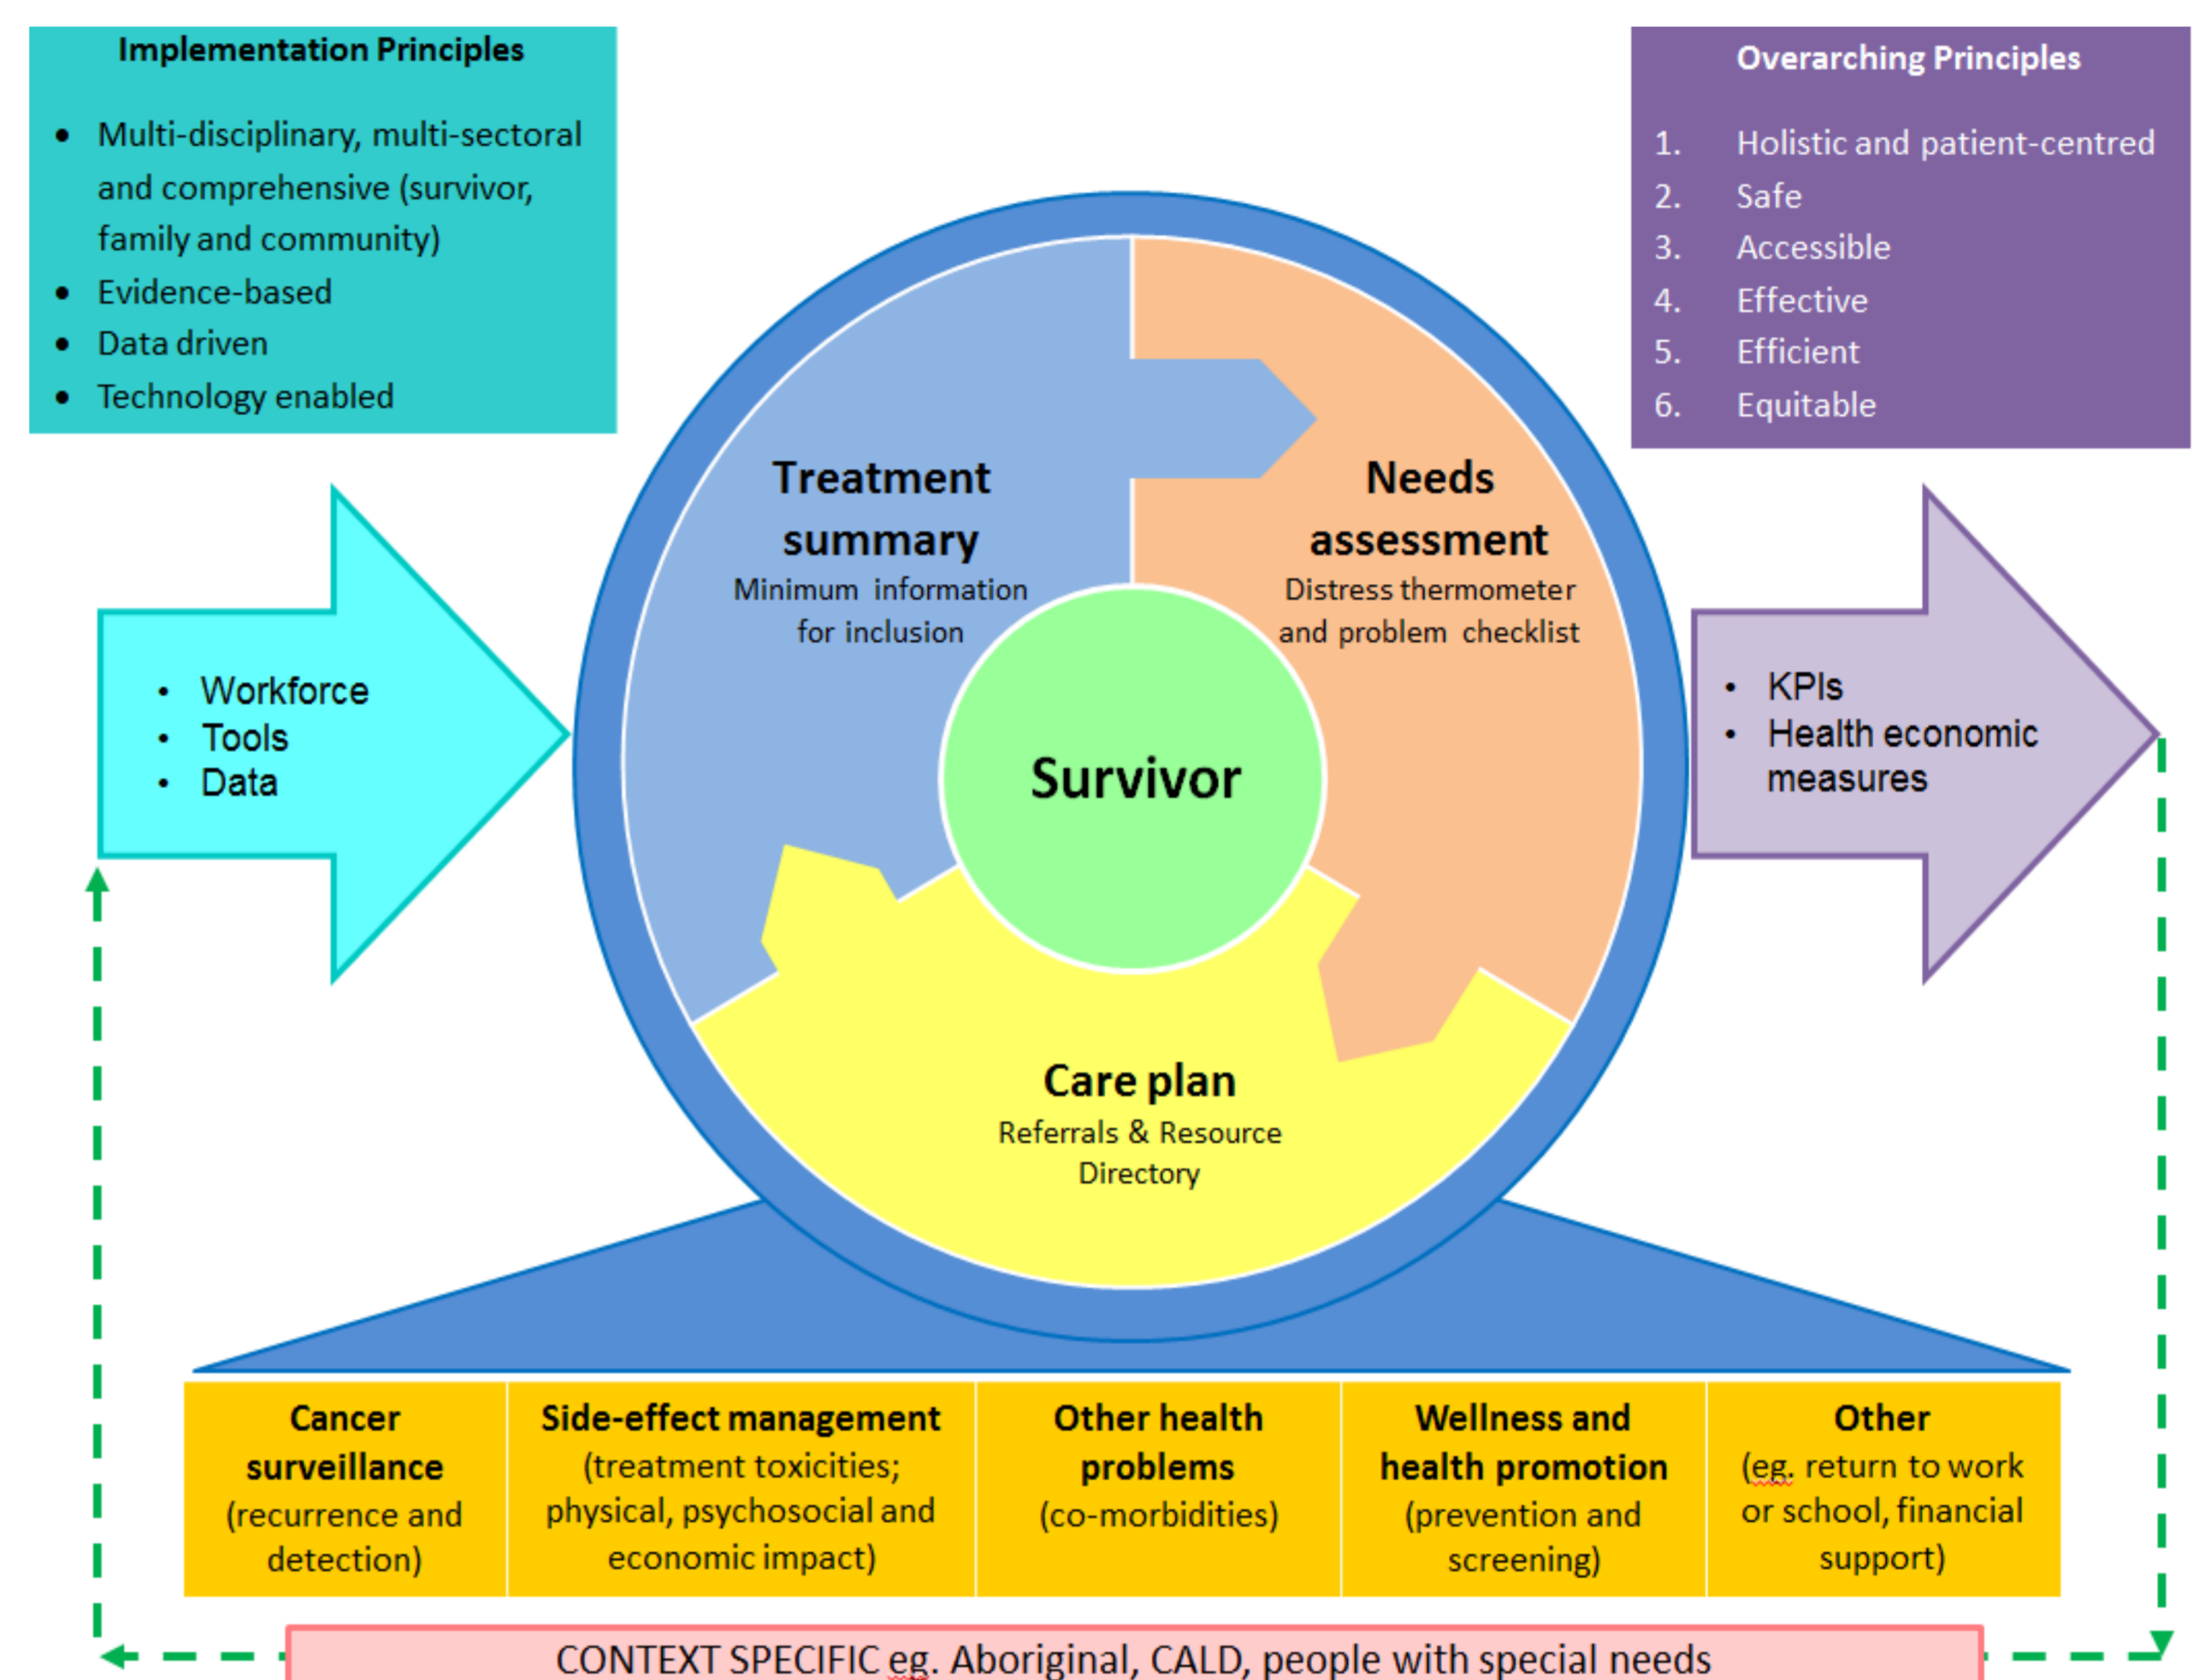 Implementation Principles
• Multi-disciplinary, multi-sectoral
and comprehensive (survivor,
family and community)
• Evidence-based
• Data driven
• Technology enabled
Overarching Principles
1. Holistic and patient-centred
2. Safe
3. Accessible
4. Effective
5. Efficient
6. Equitable
• Workforce
• Tools
• Data
Treatment
summary
Minimum information
for inclusion
Needs
assessment
Distress thermometer
and problem checklist
Survivor
Care plan
Referrals & Resource
Directory
• KPIs
• Health economic
measures
Cancer
surveillance
(recurrence and
detection)
Side-effect management
(treatment toxicities;
physical, psychosocial and
economic impact)
Other health
problems
(co-morbidities)
Wellness and
health promotion
(prevention and
screening)
Other
(eg. return to work
or school, financial
support)
CONTEXT SPECIFIC eg. Aboriginal, CALD, people with special needs